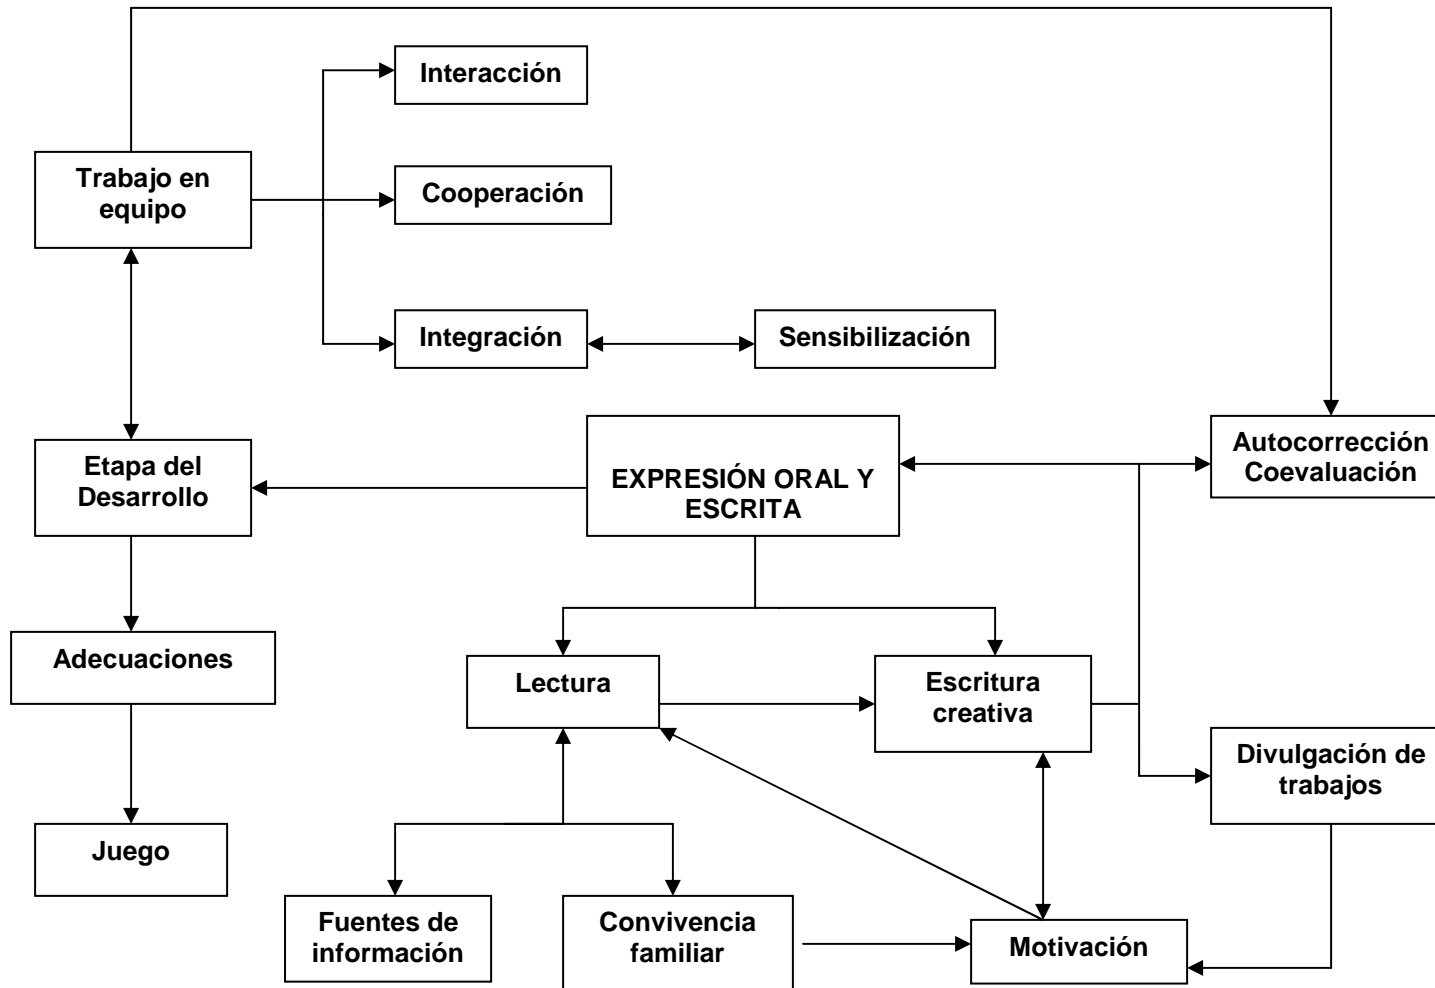 Interacción
Trabajo en
equipo
Cooperación
Integración
Sensibilización
Etapa del
Desarrollo
EXPRESIÓN ORAL Y
ESCRITA
Autocorrección
Coevaluación
Adecuaciones
Lectura
Escritura
creativa
Divulgación de
trabajos
Juego
Fuentes de
información
Convivencia
familiar
Motivación